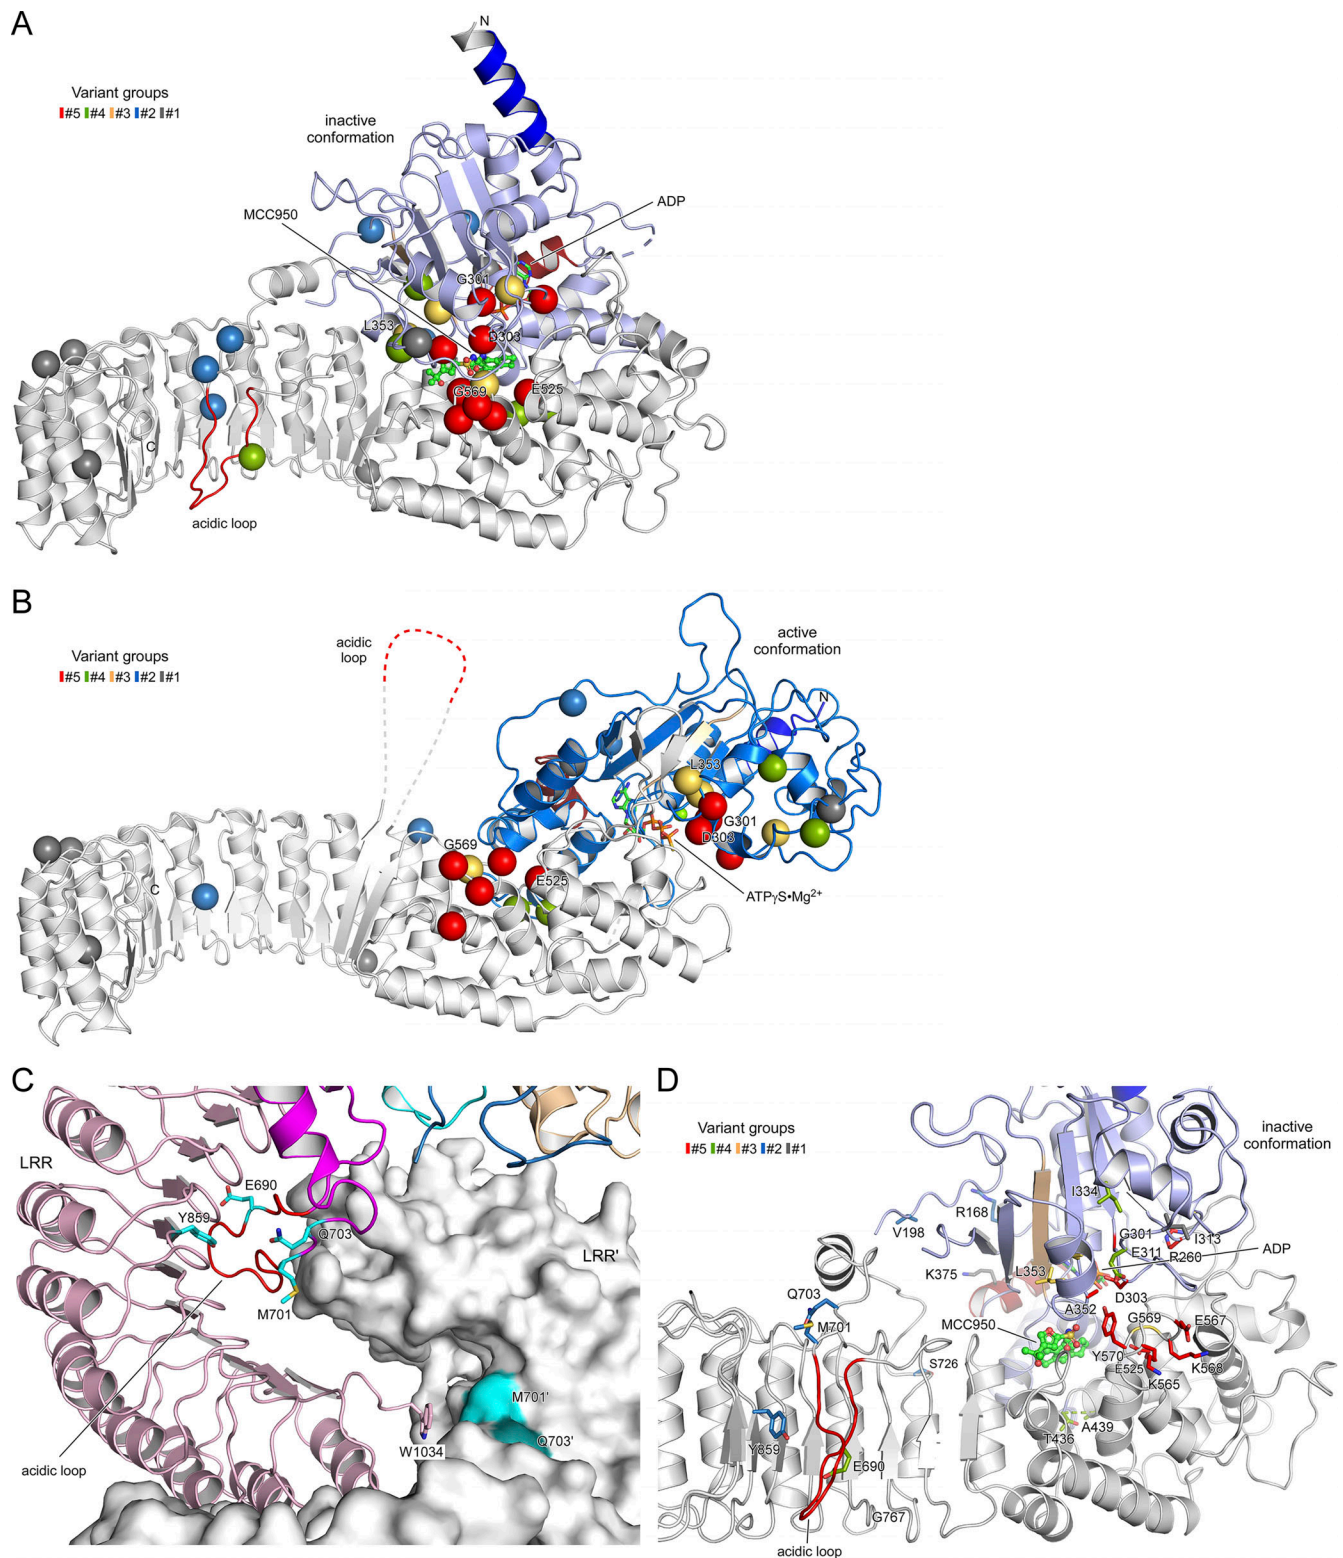 A
N
Variant groups
#5 #4 #3 #2 #1
inactive
conformation
MCC950
ADP
G301
L353
D303
G569
E525
C
acidic loop
B
Variant groups
#5 #4 #3 #2 #1
acidic
loop
active
conformation
N
L353
G301
D303
G569
E525
C
ATPγS•Mg2+
C
LRR
E690
Y859
Q703
LRR'
M701
M701'
Q703'
W1034
acidic loop
D
Variant groups
#5 #4 #3 #2 #1
inactive
conformation
I334
R168
V198
G301
I313
E311
R260
ADP
K375
L353
D303
A352
Q703
G569
E567
MCC950
M701
Y570
E525
K568
S726
K565
A439
T436
Y859
E690
G767
acidic loop